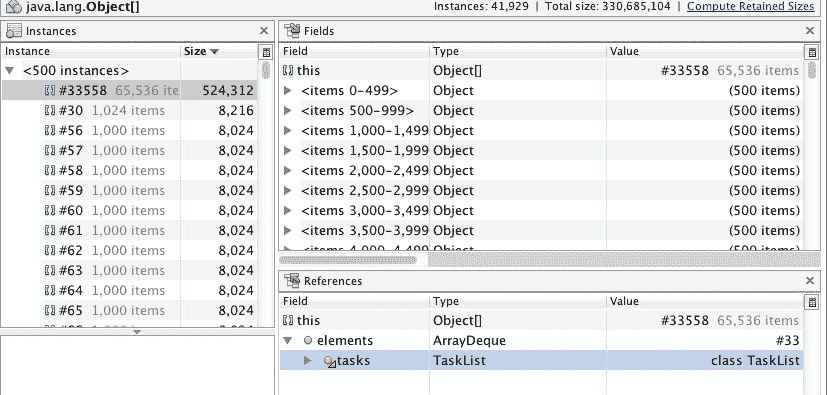 java.lang.Object[] Instances: 41,929 | Total size: 330,685,104 | Compute Retained Sizes
Instances
Instance Size
<500 instances>
#33558 65,536 ite 524,312
#30 1,024 items 8,216
#56 1,000 items 8,024
#57 1,000 items 8,024
#58 1,000 items 8,024
#59 1,000 items 8,024
#60 1,000 items 8,024
#61 1,000 items 8,024
#62 1,000 items 8,024
#63 1,000 items 8,024
#64 1,000 items 8,024
#65 1,000 items 8,024
Fields
Field Type Value
this Object[] #33558 65,536 items
<items 0-499> Object (500 items)
<items 500-999> Object (500 items)
<items 1,000-1,499 Object (500 items)
<items 1,500-1,999 Object (500 items)
<items 2,000-2,499 Object (500 items)
<items 2,500-2,999 Object (500 items)
<items 3,000-3,499 Object (500 items)
<items 3,500-3,999 Object (500 items)
<items 4,000-4,499 Object (500 items)
References
Field Type Value
this Object[] #33558 65,536 items
elements ArrayDeque #33
tasks TaskList class TaskList